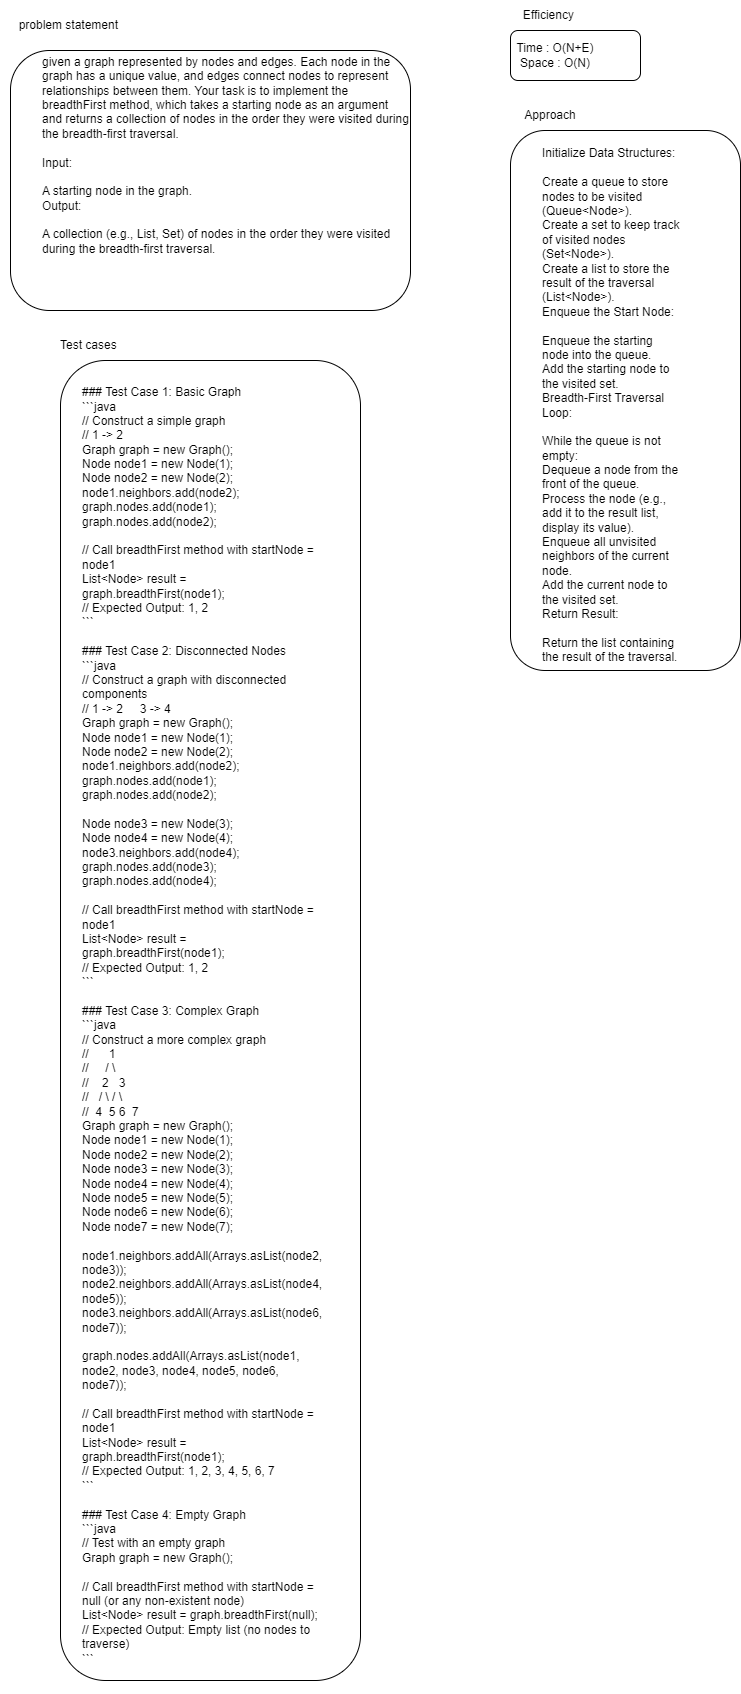 problem statement
given a graph represented by nodes and edges. Each node in the
graph has a unique value, and edges connect nodes to represent
relationships between them. Your task is to implement the
breadthFirst method, which takes a starting node as an argument
and returns a collection of nodes in the order they were visited during
the breadth-first traversal.
Input:
A starting node in the graph.
Output:
A collection (e.g., List, Set) of nodes in the order they were visited
during the breadth-first traversal.
Efficiency
Time : O(N+E)
Space : O(N)
Approach
Initialize Data Structures:
Create a queue to store
nodes to be visited
(Queue<Node>).
Create a set to keep track
of visited nodes
(Set<Node>).
Create a list to store the
result of the traversal
(List<Node>).
Enqueue the Start Node:
Enqueue the starting
node into the queue.
Add the starting node to
the visited set.
Breadth-First Traversal
Loop:
While the queue is not
empty:
Dequeue a node from the
front of the queue.
Process the node (e.g.,
add it to the result list,
display its value).
Enqueue all unvisited
neighbors of the current
node.
Add the current node to
the visited set.
Return Result:
Return the list containing
the result of the traversal.
Test cases
### Test Case 1: Basic Graph
```java
// Construct a simple graph
// 1 -> 2
Graph graph = new Graph();
Node node1 = new Node(1);
Node node2 = new Node(2);
node1.neighbors.add(node2);
graph.nodes.add(node1);
graph.nodes.add(node2);
// Call breadthFirst method with startNode =
node1
List<Node> result =
graph.breadthFirst(node1);
// Expected Output: 1, 2
```
### Test Case 2: Disconnected Nodes
```java
// Construct a graph with disconnected
components
// 1 -> 2     3 -> 4
Graph graph = new Graph();
Node node1 = new Node(1);
Node node2 = new Node(2);
node1.neighbors.add(node2);
graph.nodes.add(node1);
graph.nodes.add(node2);
Node node3 = new Node(3);
Node node4 = new Node(4);
node3.neighbors.add(node4);
graph.nodes.add(node3);
graph.nodes.add(node4);
// Call breadthFirst method with startNode =
node1
List<Node> result =
graph.breadthFirst(node1);
// Expected Output: 1, 2
```
### Test Case 3: Complex Graph
```java
// Construct a more complex graph
//      1
//     / \
//    2   3
//   / \ / \
//  4  5 6  7
Graph graph = new Graph();
Node node1 = new Node(1);
Node node2 = new Node(2);
Node node3 = new Node(3);
Node node4 = new Node(4);
Node node5 = new Node(5);
Node node6 = new Node(6);
Node node7 = new Node(7);
node1.neighbors.addAll(Arrays.asList(node2,
node3));
node2.neighbors.addAll(Arrays.asList(node4,
node5));
node3.neighbors.addAll(Arrays.asList(node6,
node7));
graph.nodes.addAll(Arrays.asList(node1,
node2, node3, node4, node5, node6,
node7));
// Call breadthFirst method with startNode =
node1
List<Node> result =
graph.breadthFirst(node1);
// Expected Output: 1, 2, 3, 4, 5, 6, 7
```
### Test Case 4: Empty Graph
```java
// Test with an empty graph
Graph graph = new Graph();
// Call breadthFirst method with startNode =
null (or any non-existent node)
List<Node> result = graph.breadthFirst(null);
// Expected Output: Empty list (no nodes to
traverse)
```